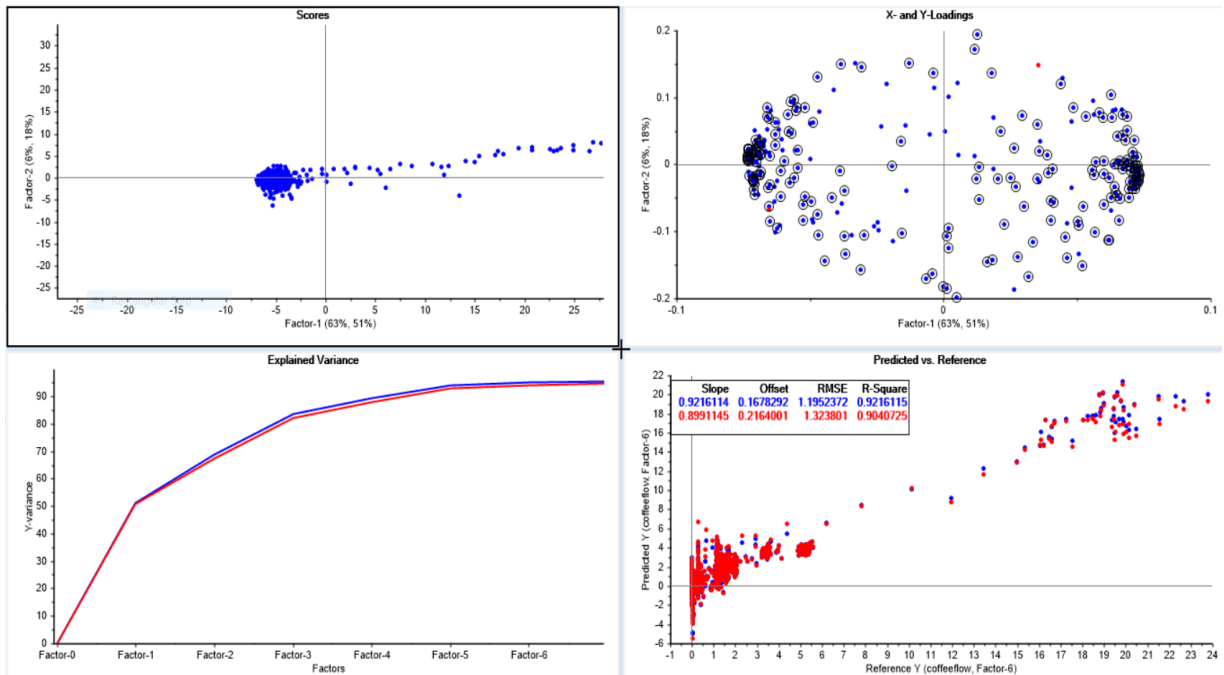 Scores
Factor-2 (6%, 18%)
30
25
20
15
10
5
0
-5
-10
-15
-20
-25
-25 -20 -15 -10 -5 0 5 10 15 20 25
Factor-1 (63%, 51%)
X- and Y-Loadings
Factor-2 (6%, 18%)
0.2
0.1
0
-0.1
-0.2
-0.1 0 0.1
Factor-1 (63%, 51%)
Explained Variance
Y-variance
90
80
70
60
50
40
30
20
10
0
Factor-0 Factor-1 Factor-2 Factor-3 Factor-4 Factor-5 Factor-6
Factors
Predicted vs. Reference
Slope Offset RMSE R-Square
0.9216114 0.1678292 1.1952372 0.9216115
0.8991145 0.2164001 1.323801 0.9040725
Predicted Y (coffeeflow, Factor-6)
22
20
18
16
14
12
10
8
6
4
2
0
-2
-4
-6
-1 0 1 2 3 4 5 6 7 8 9 10 11 12 13 14 15 16 17 18 19 20 21 22 23 24
Reference Y (coffeeflow, Factor-6)